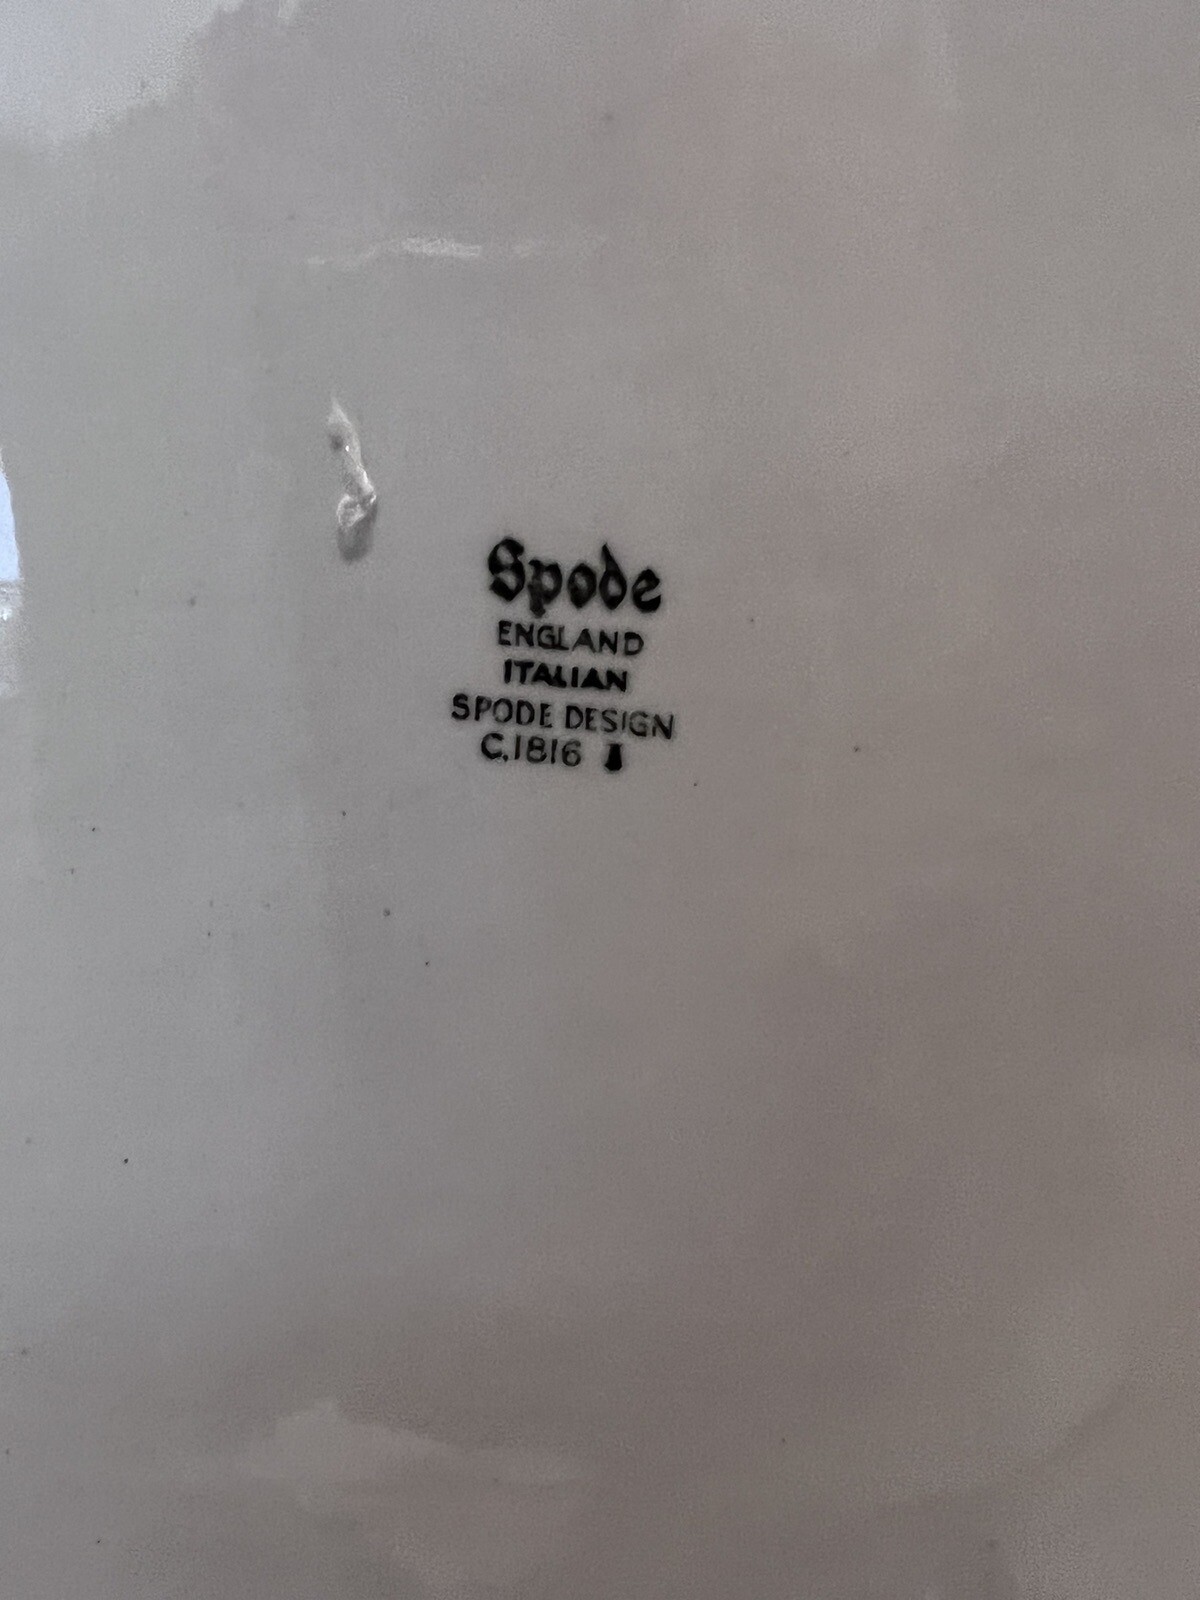 Spode
ENGLAND
ITALIAN
SPODE DESIGN
C.1816